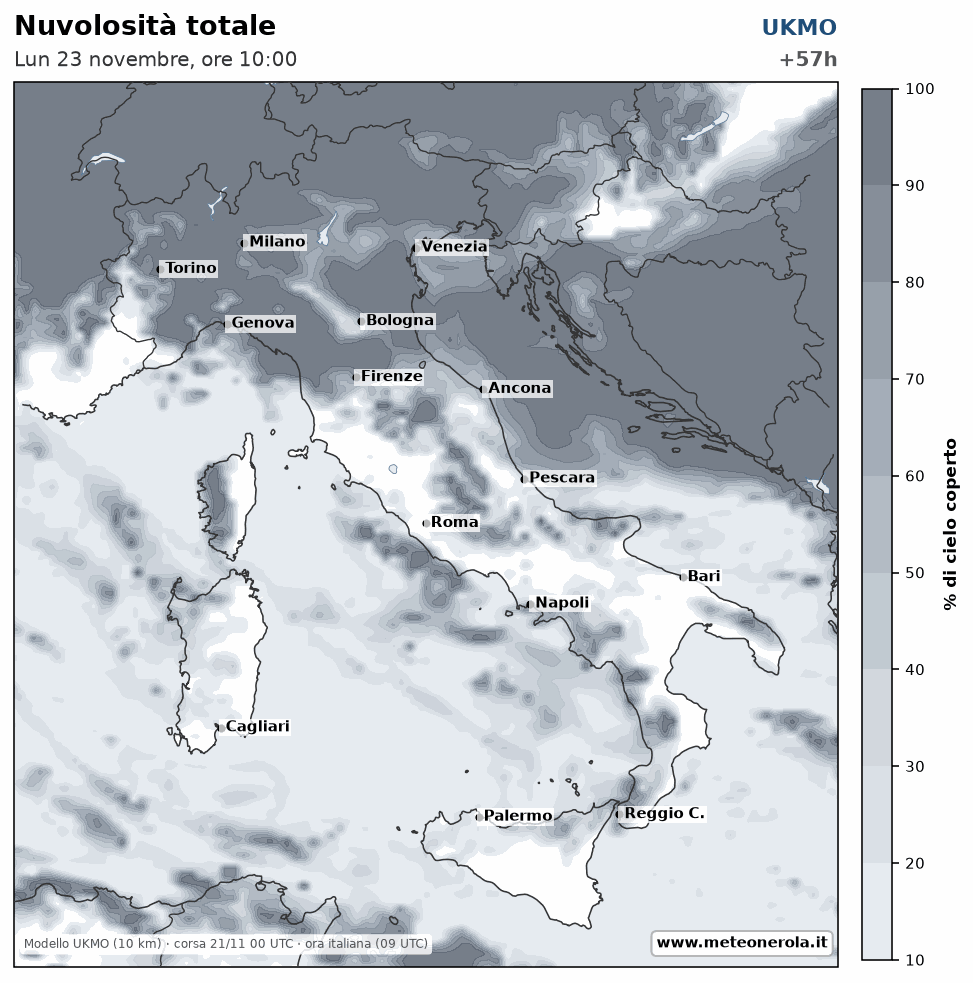 Nuvolosità totale
UKMO
Lun 23 novembre, ore 10:00
+57h
Milano
Venezia
Torino
Genova
Bologna
Firenze
Ancona
Pescara
Roma
Bari
Napoli
Cagliari
Palermo
Reggio C.
100
90
80
70
60
50
40
30
20
10
% di cielo coperto
Modello UKMO (10 km) · corsa 21/11 00 UTC · ora italiana (09 UTC)
www.meteonerola.it